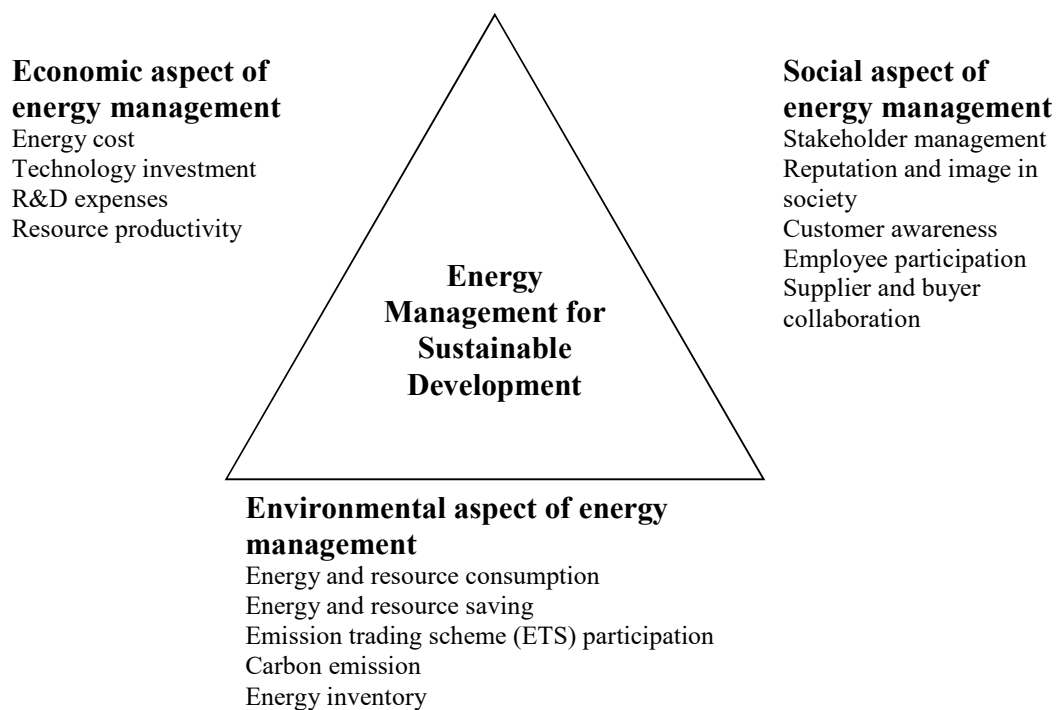 Economic aspect of
energy management
Energy cost
Technology investment
R&D expenses
Resource productivity
Social aspect of
energy management
Stakeholder management
Reputation and image in
society
Customer awareness
Employee participation
Supplier and buyer
collaboration
Energy
Management for
Sustainable
Development
Environmental aspect of energy
management
Energy and resource consumption
Energy and resource saving
Emission trading scheme (ETS) participation
Carbon emission
Energy inventory